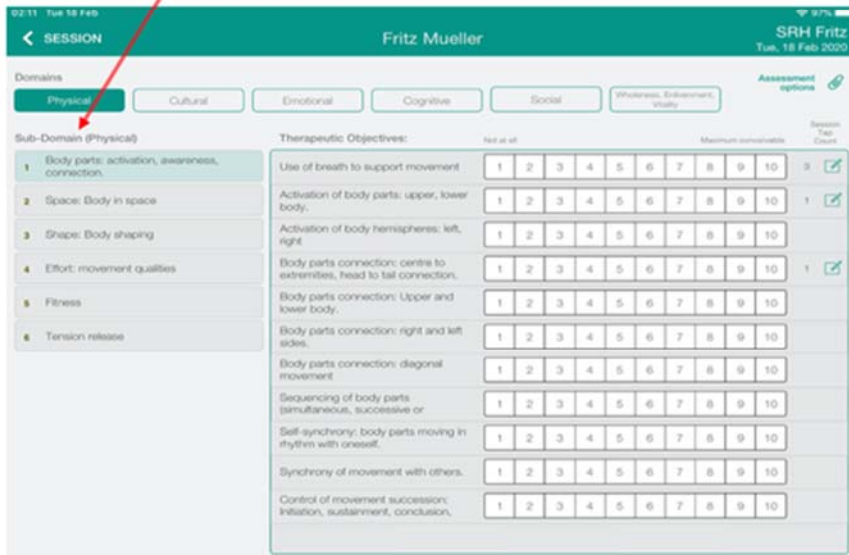 02:11 Tue 18 Feb 97%
SESSION Fritz Mueller SRH Fritz
Tue, 18 Feb 2020
Domains Assessment options
Physical Cultural Emotional Cognitive Social Wholeness, Enlivenment, Vitality
Sub-Domain (Physical) Therapeutic Objectives: Not at all Maximum conceivable Session Tap Count
1 Body parts: activation, awareness, connection.
2 Space: Body in space
3 Shape: Body shaping
4 Effort: movement qualities
5 Fitness
6 Tension release
Use of breath to support movement 1 2 3 4 5 6 7 8 9 10
Activation of body parts: upper, lower body. 1 2 3 4 5 6 7 8 9 10 1
Activation of body hemispheres: left, right 1 2 3 4 5 6 7 8 9 10
Body parts connection: centre to extremities, head to tail connection. 1 2 3 4 5 6 7 8 9 10 1
Body parts connection: Upper and lower body. 1 2 3 4 5 6 7 8 9 10
Body parts connection: right and left sides. 1 2 3 4 5 6 7 8 9 10
Body parts connection: diagonal movement 1 2 3 4 5 6 7 8 9 10
Sequencing of body parts (simultaneous, successive or 1 2 3 4 5 6 7 8 9 10
Self-synchrony: body parts moving in rhythm with oneself. 1 2 3 4 5 6 7 8 9 10
Synchrony of movement with others. 1 2 3 4 5 6 7 8 9 10
Control of movement succession: Initiation, sustainment, conclusion, 1 2 3 4 5 6 7 8 9 10